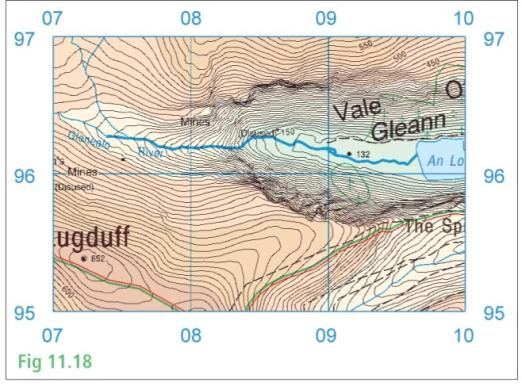 07 08 09 10
97 97
550
500
450
Vale
O
Mines
(Disused) 150
Gleann
Glenealo
River
132
An Lo
's
Mines
(Disused)
96 96
The Sp
ugduff
652
600
95 95
07 08 09 10
Fig 11.18